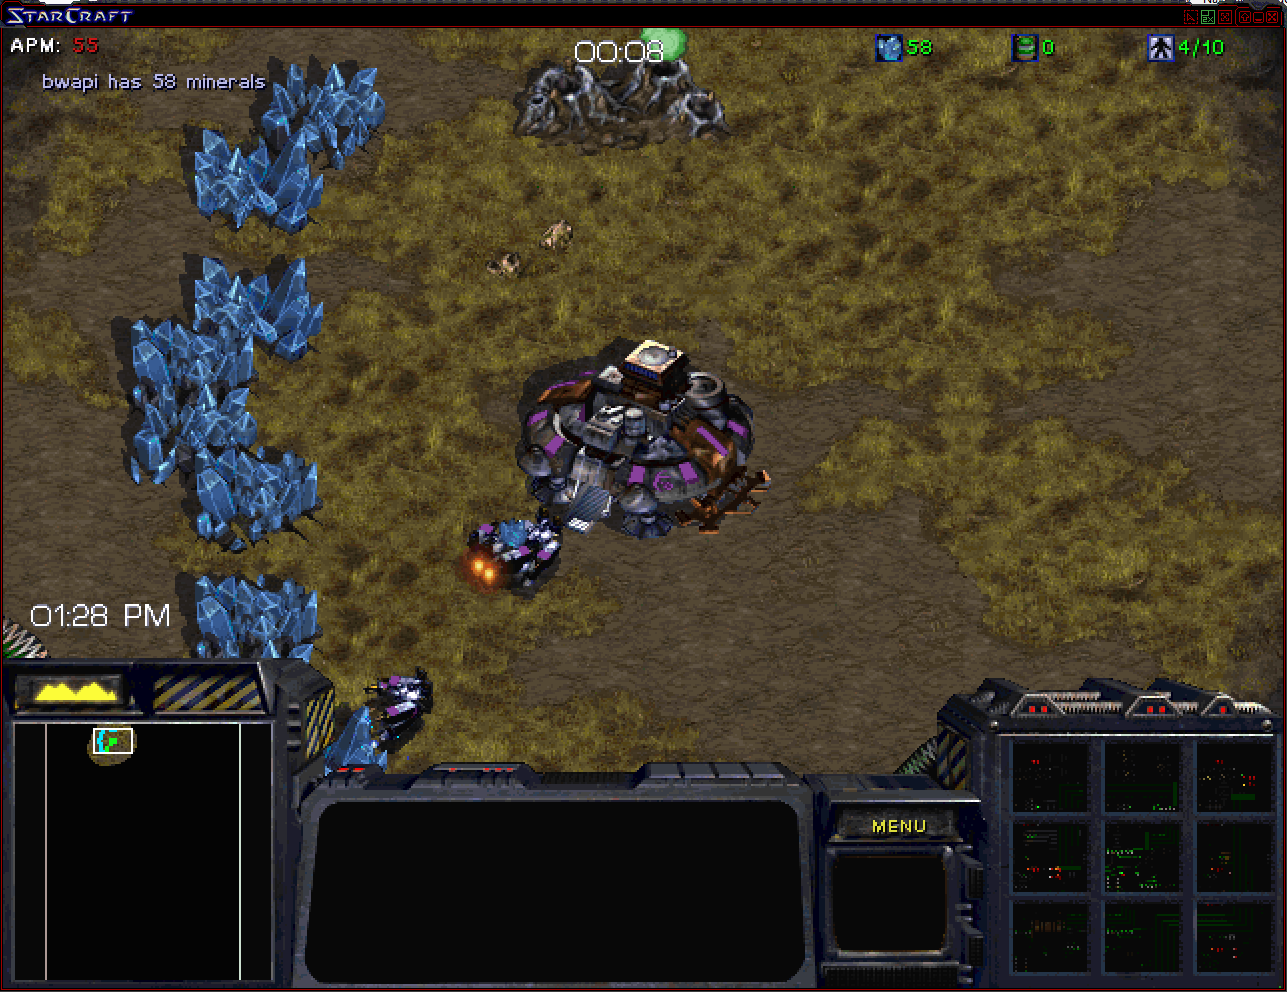 STARCRAFT
APM: 55
00:08
58
0
4/10
bwapi has 58 minerals
01:28 PM
MENU